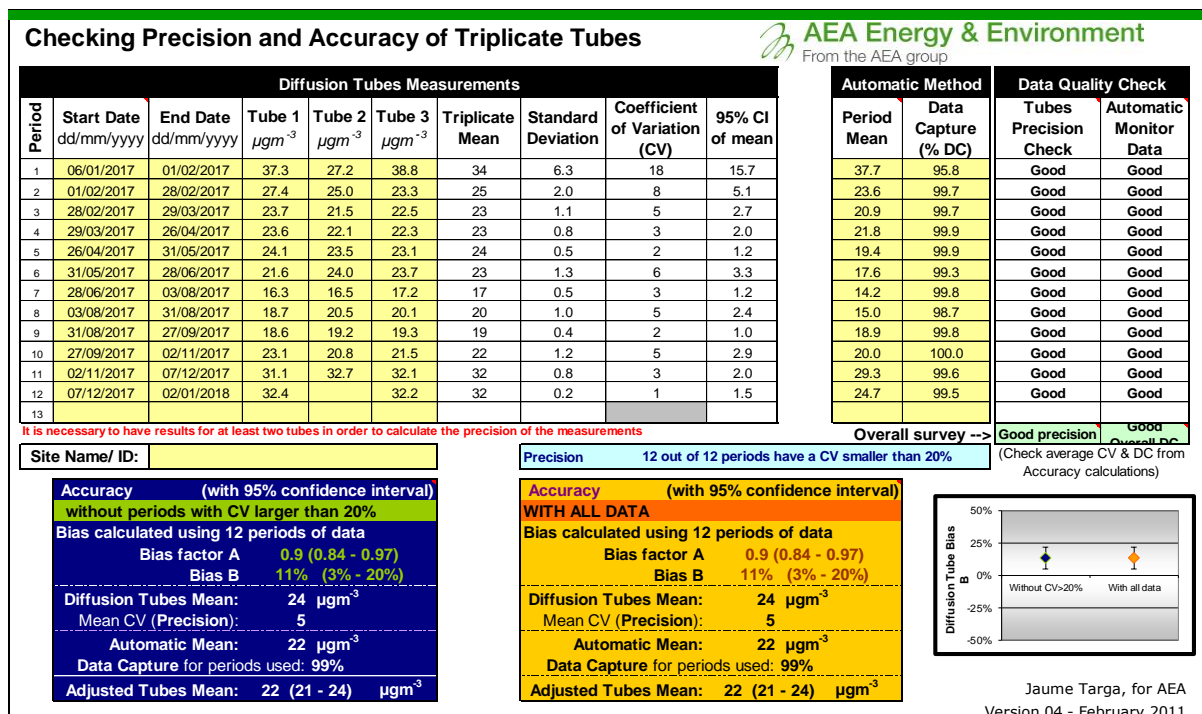 Checking Precision and Accuracy of Triplicate Tubes
AEA Energy & Environment
From the AEA group
Diffusion Tubes Measurements
Automatic Method
Data Quality Check
Period
Start Date dd/mm/yyyy
End Date dd/mm/yyyy
Tube 1 µgm-3
Tube 2 µgm-3
Tube 3 µgm-3
Triplicate Mean
Standard Deviation
Coefficient of Variation (CV)
95% CI of mean
Period Mean
Data Capture (% DC)
Tubes Precision Check
Automatic Monitor Data
1 06/01/2017 01/02/2017 37.3 27.2 38.8 34 6.3 18 15.7 37.7 95.8 Good Good
2 01/02/2017 28/02/2017 27.4 25.0 23.3 25 2.0 8 5.1 23.6 99.7 Good Good
3 28/02/2017 29/03/2017 23.7 21.5 22.5 23 1.1 5 2.7 20.9 99.7 Good Good
4 29/03/2017 26/04/2017 23.6 22.1 22.3 23 0.8 3 2.0 21.8 99.9 Good Good
5 26/04/2017 31/05/2017 24.1 23.5 23.1 24 0.5 2 1.2 19.4 99.9 Good Good
6 31/05/2017 28/06/2017 21.6 24.0 23.7 23 1.3 6 3.3 17.6 99.3 Good Good
7 28/06/2017 03/08/2017 16.3 16.5 17.2 17 0.5 3 1.2 14.2 99.8 Good Good
8 03/08/2017 31/08/2017 18.7 20.5 20.1 20 1.0 5 2.4 15.0 98.7 Good Good
9 31/08/2017 27/09/2017 18.6 19.2 19.3 19 0.4 2 1.0 18.9 99.8 Good Good
10 27/09/2017 02/11/2017 23.1 20.8 21.5 22 1.2 5 2.9 20.0 100.0 Good Good
11 02/11/2017 07/12/2017 31.1 32.7 32.1 32 0.8 3 2.0 29.3 99.6 Good Good
12 07/12/2017 02/01/2018 32.4 32.2 32 0.2 1 1.5 24.7 99.5 Good Good
13
It is necessary to have results for at least two tubes in order to calculate the precision of the measurements
Overall survey --> Good precision Good Overall DC
Site Name/ ID:
Precision 12 out of 12 periods have a CV smaller than 20%
(Check average CV & DC from Accuracy calculations)
Accuracy (with 95% confidence interval)
without periods with CV larger than 20%
Bias calculated using 12 periods of data
Bias factor A 0.9 (0.84 - 0.97)
Bias B 11% (3% - 20%)
Diffusion Tubes Mean: 24 µgm-3
Mean CV (Precision): 5
Automatic Mean: 22 µgm-3
Data Capture for periods used: 99%
Adjusted Tubes Mean: 22 (21 - 24) µgm-3
Accuracy (with 95% confidence interval)
WITH ALL DATA
Bias calculated using 12 periods of data
Bias factor A 0.9 (0.84 - 0.97)
Bias B 11% (3% - 20%)
Diffusion Tubes Mean: 24 µgm-3
Mean CV (Precision): 5
Automatic Mean: 22 µgm-3
Data Capture for periods used: 99%
Adjusted Tubes Mean: 22 (21 - 24) µgm-3
Diffusion Tube Bias B
50%
25%
0%
-25%
-50%
Without CV>20%
With all data
Jaume Targa, for AEA
Version 04 - February 2011